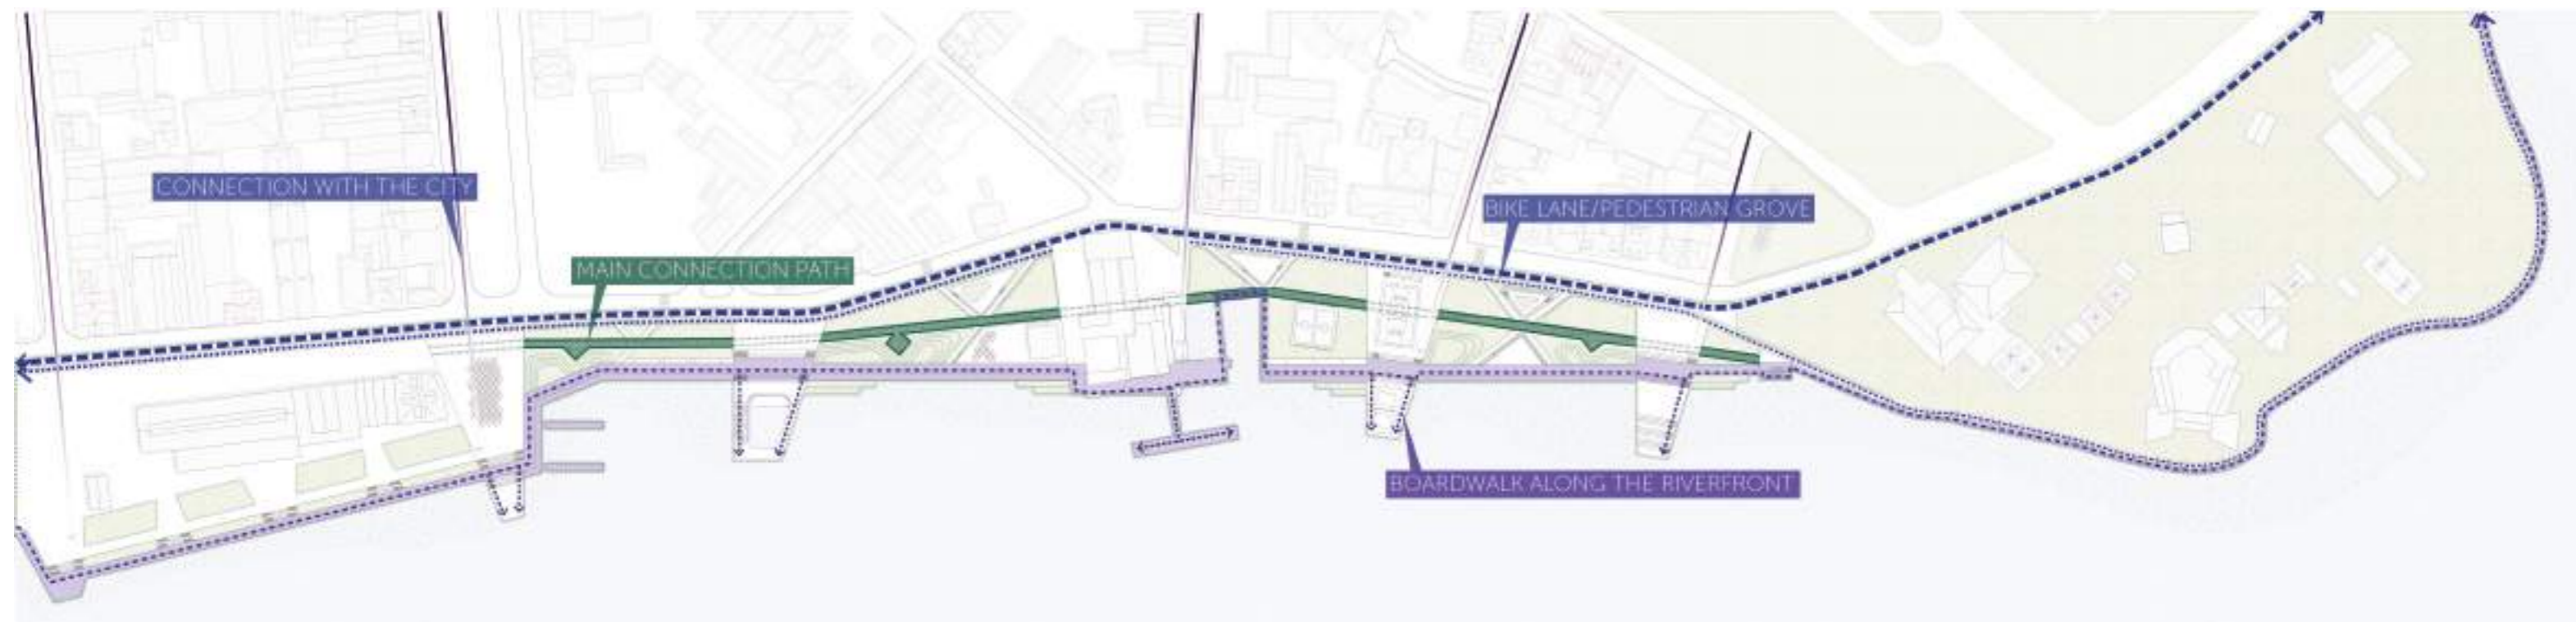 CONNECTION WITH THE CITY
BIKE LANE/PEDESTRIAN GROVE
MAIN CONNECTION PATH
BOARDWALK ALONG THE RIVERFRONT